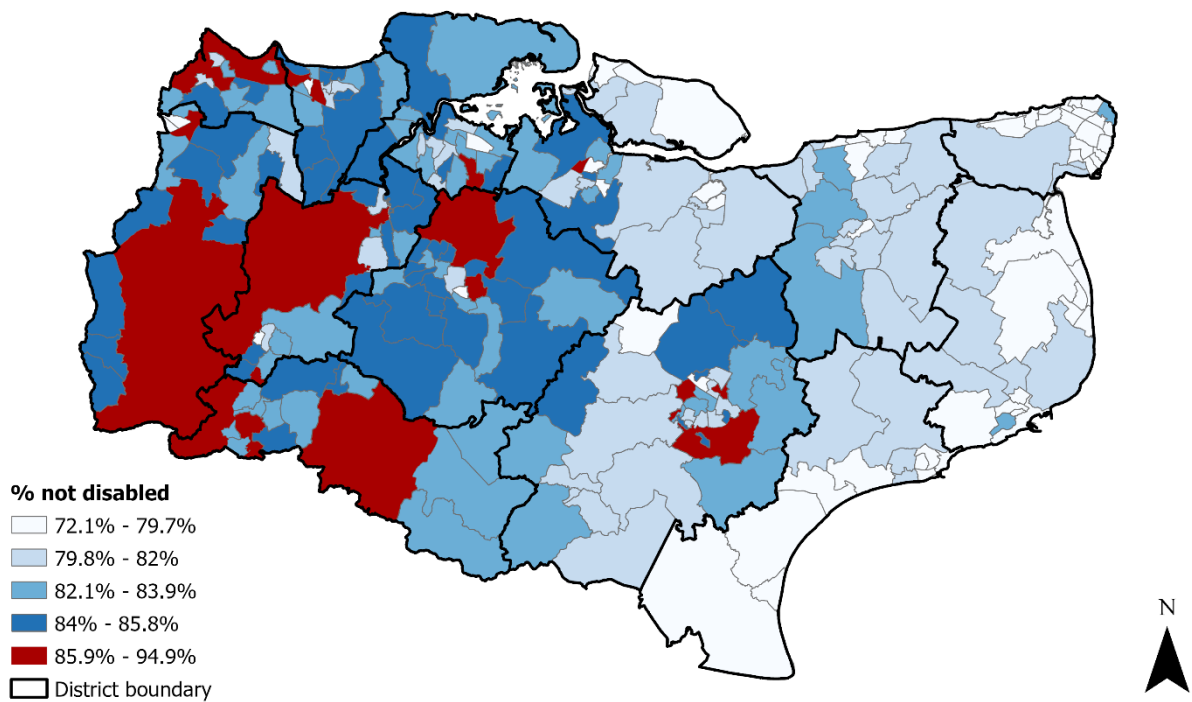 % not disabled
72.1% - 79.7%
79.8% - 82%
82.1% - 83.9%
84% - 85.8%
85.9% - 94.9%
District boundary
N